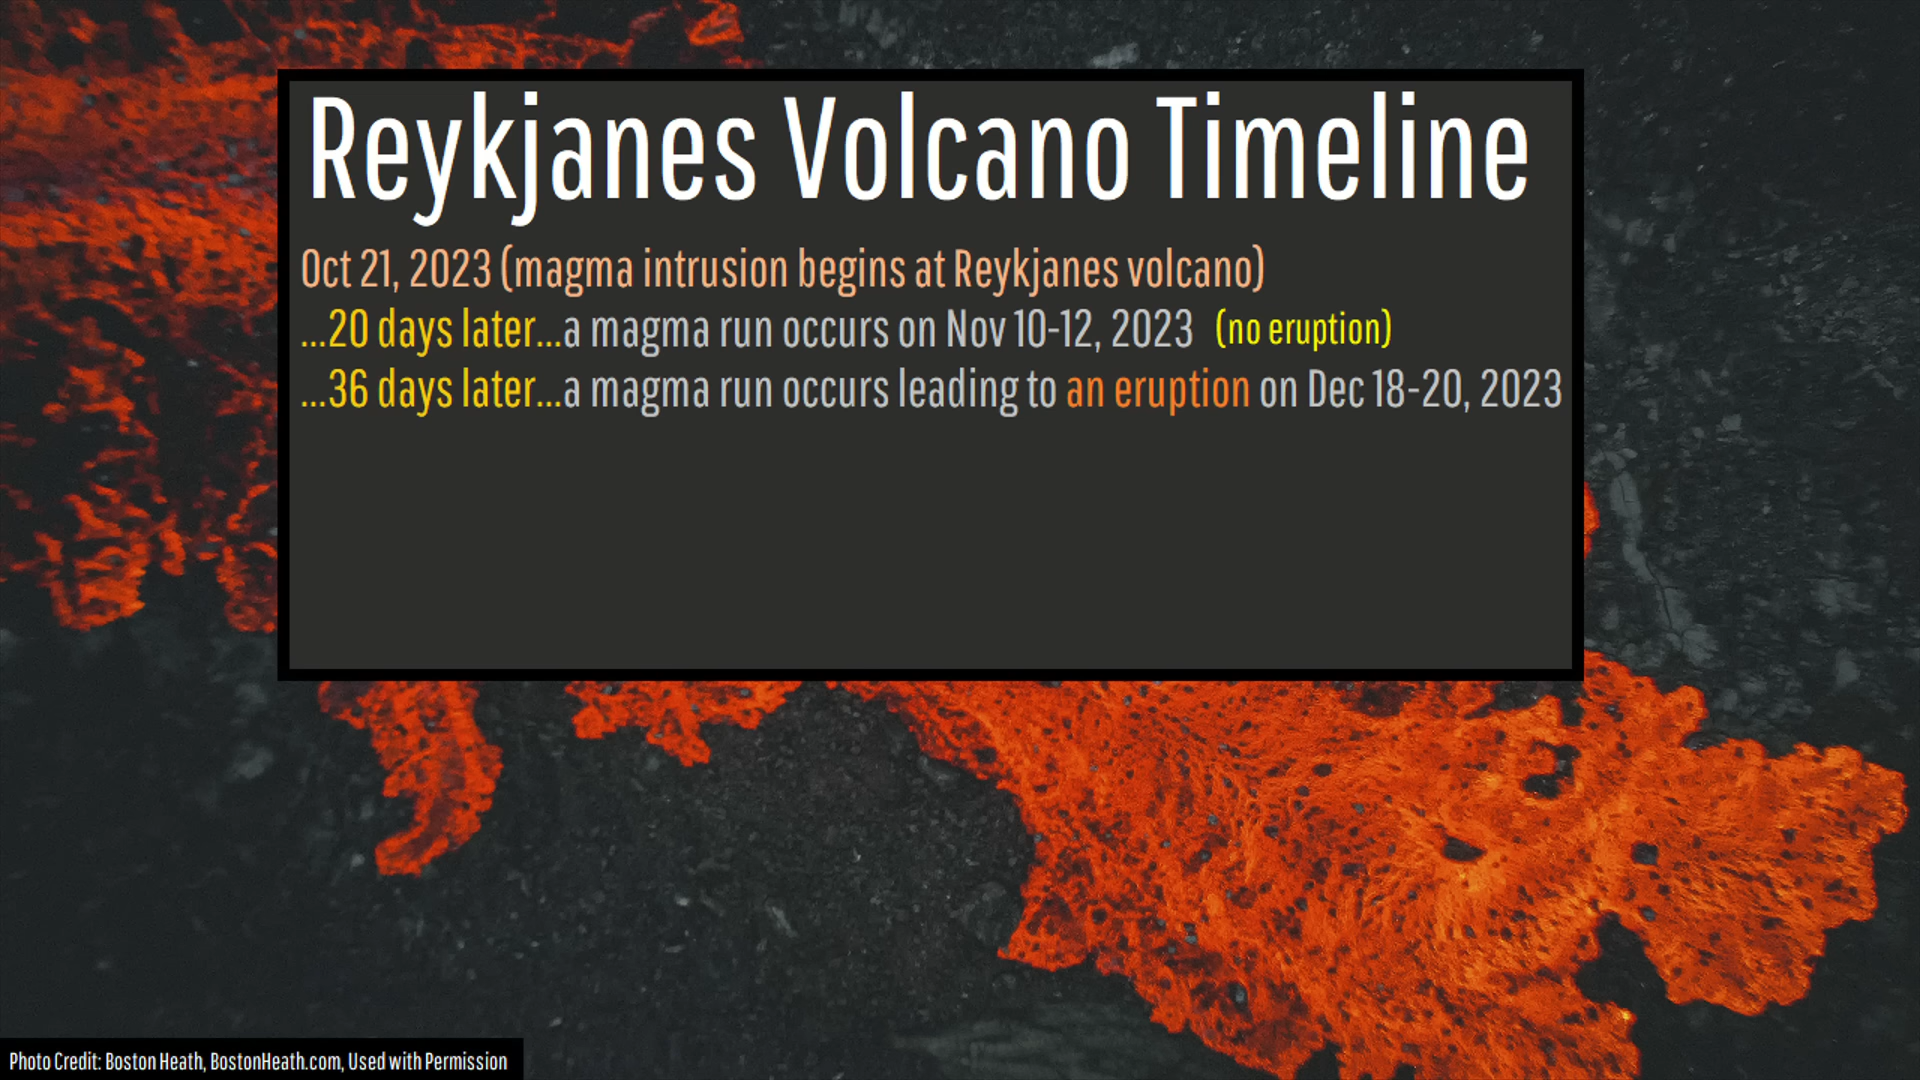 Reykjanes Volcano Timeline
Oct 21, 2023 (magma intrusion begins at Reykjanes volcano)
...20 days later...a magma run occurs on Nov 10-12, 2023 (no eruption)
...36 days later...a magma run occurs leading to an eruption on Dec 18-20, 2023
Photo Credit: Boston Heath, BostonHeath.com, Used with Permission